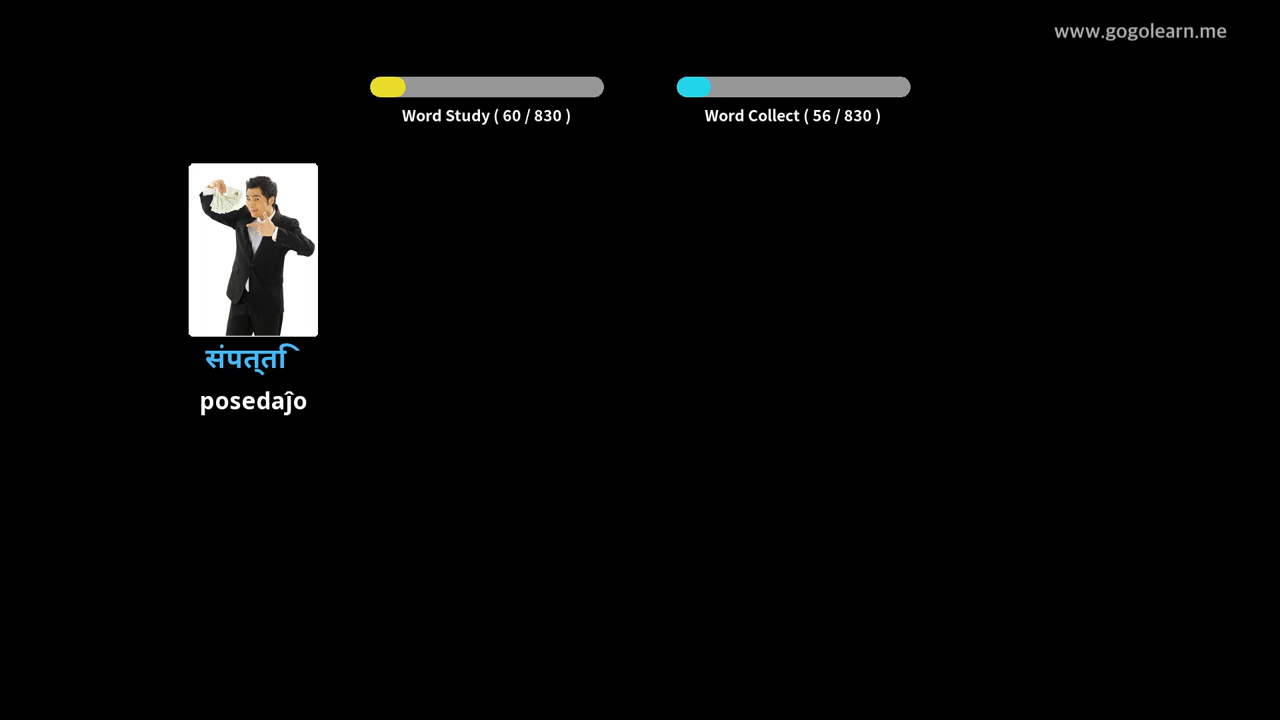 www.gogolearn.me
Word Study ( 60 / 830 )
Word Collect ( 56 / 830 )
संपत्ति
posedaĵo